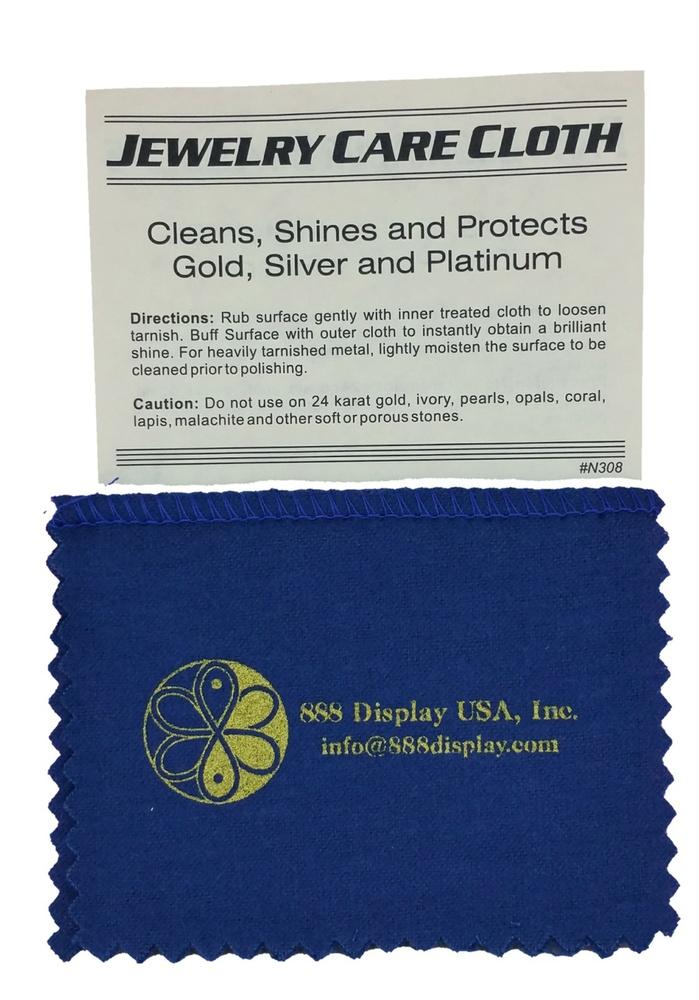 JEWELRY CARE CLOTH
Cleans, Shines and Protects
Gold, Silver and Platinum
Directions: Rub surface gently with inner treated cloth to loosen
tarnish. Buff Surface with outer cloth to instantly obtain a brilliant
shine. For heavily tarnished metal, lightly moisten the surface to be
cleaned prior to polishing.
Caution: Do not use on 24 karat gold, ivory, pearls, opals, coral,
lapis, malachite and other soft or porous stones.
#N308
888 Display USA, Inc.
info@888display.com